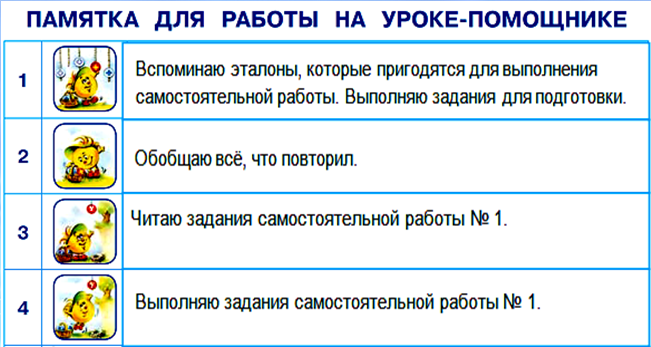 ПАМЯТКА ДЛЯ РАБОТЫ НА УРОКЕ-ПОМОЩНИКЕ
1
Вспоминаю эталоны, которые пригодятся для выполнения
самостоятельной работы. Выполняю задания для подготовки.
2
Обобщаю всё, что повторил.
3
Читаю задания самостоятельной работы № 1.
4
Выполняю задания самостоятельной работы № 1.